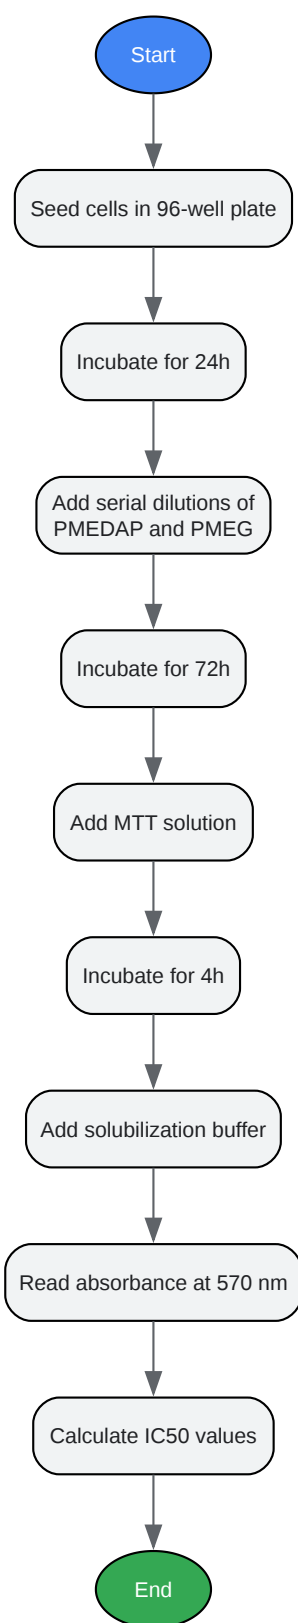 Start
Seed cells in 96-well plate
Incubate for 24h
Add serial dilutions of
PMEDAP and PMEG
Incubate for 72h
Add MTT solution
Incubate for 4h
Add solubilization buffer
Read absorbance at 570 nm
Calculate IC50 values
End